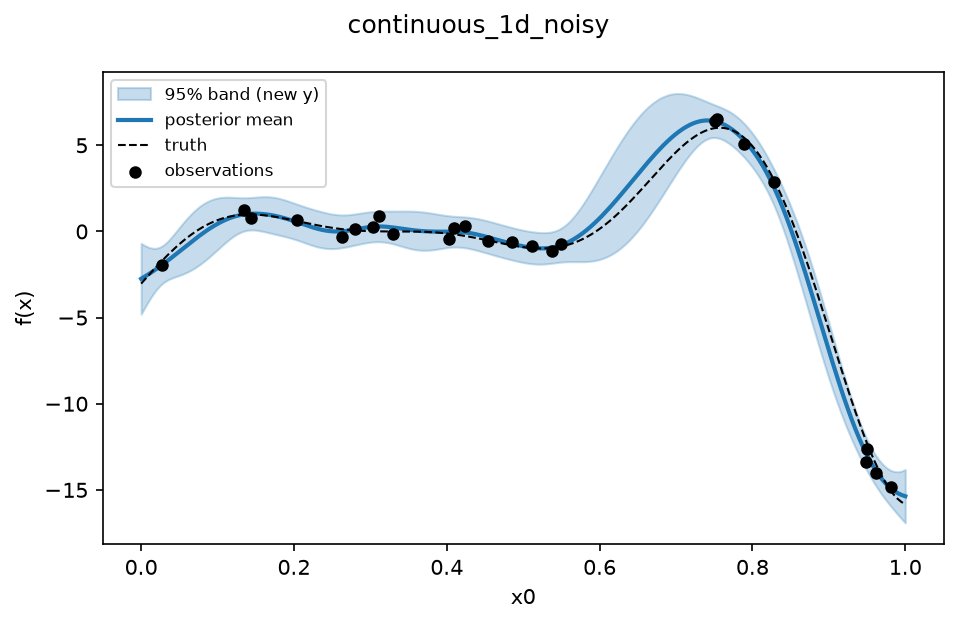 continuous_1d_noisy
95% band (new y)
posterior mean
truth
observations
5
0
−5
−10
−15
f(x)
0.0 0.2 0.4 0.6 0.8 1.0
x0